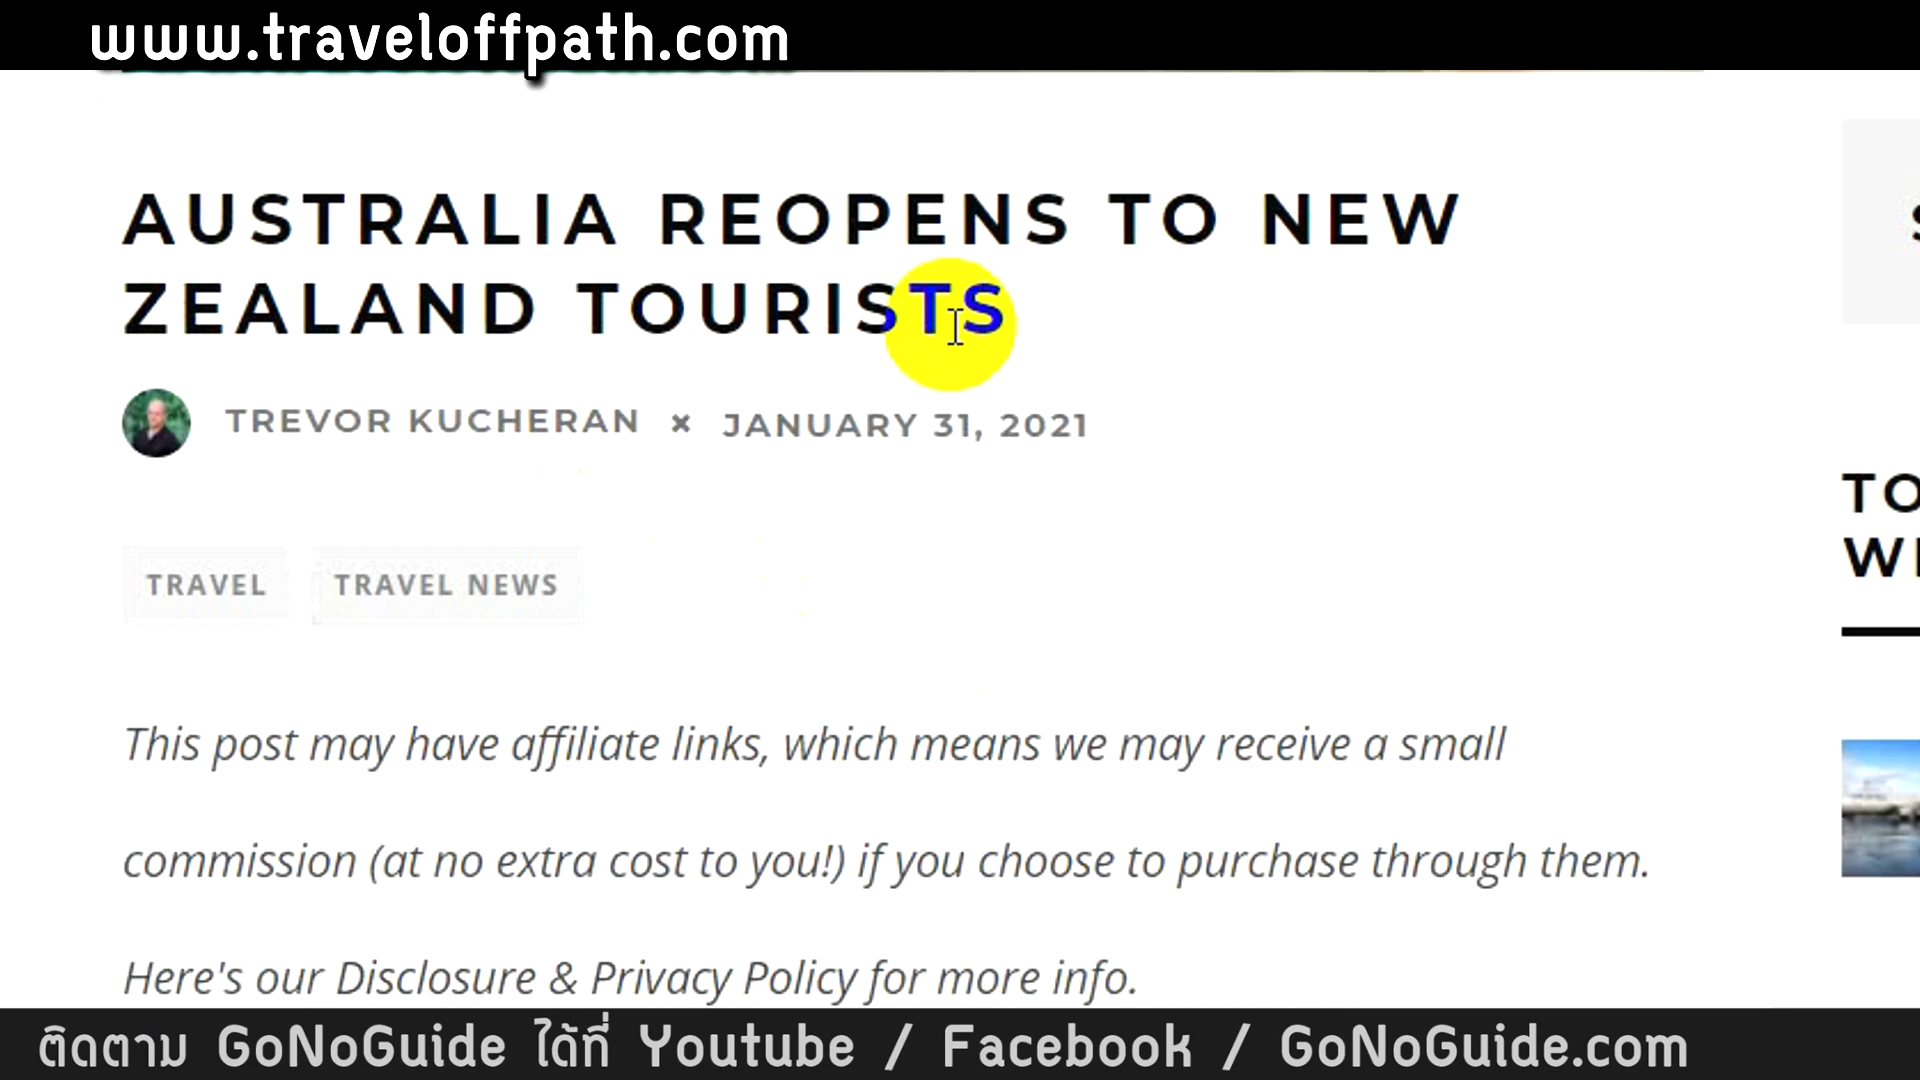 www.traveloffpath.com
AUSTRALIA REOPENS TO NEW
ZEALAND TOURISTS
TREVOR KUCHERAN × JANUARY 31, 2021
TRAVEL TRAVEL NEWS
This post may have affiliate links, which means we may receive a small
commission (at no extra cost to you!) if you choose to purchase through them.
Here's our Disclosure & Privacy Policy for more info.
ติดตาม GoNoGuide ได้ที่ Youtube / Facebook / GoNoGuide.com